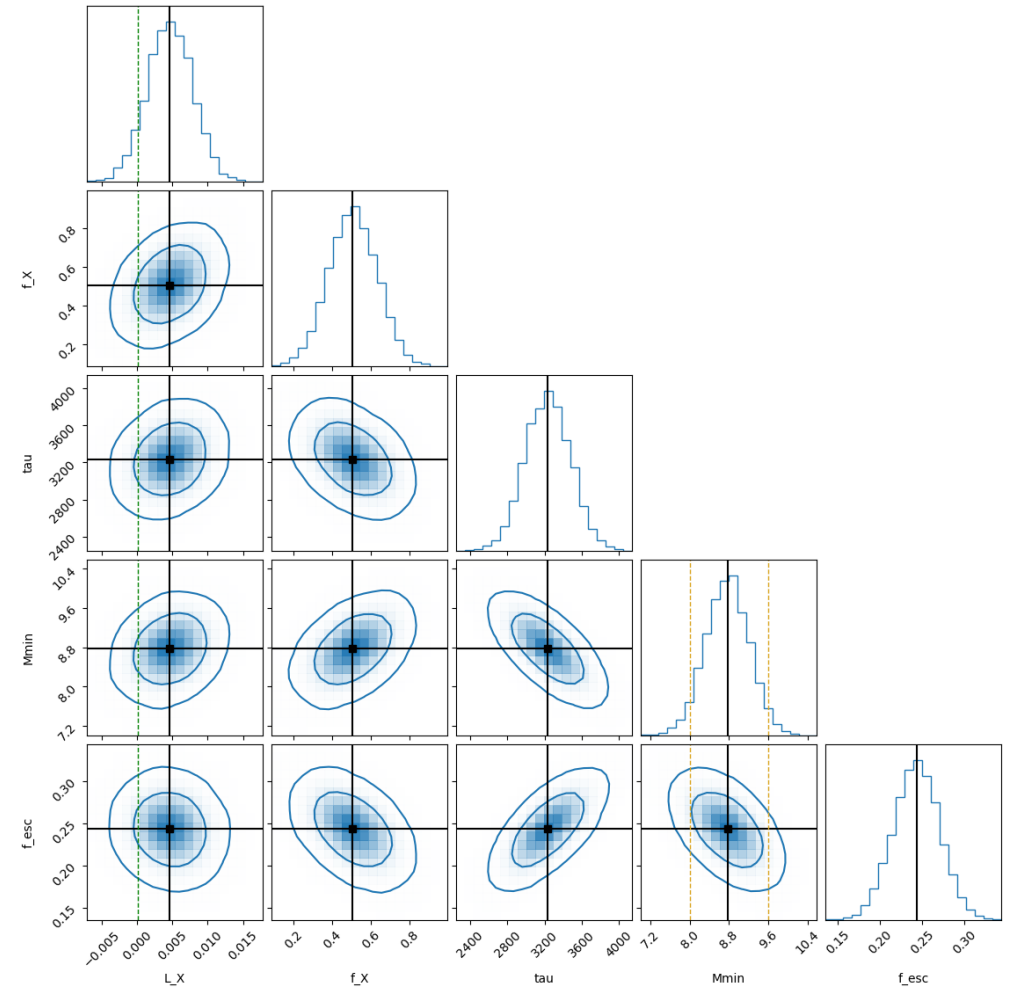 f_X
0.8
0.6
0.4
0.2
tau
4000
3600
3200
2800
2400
Mmin
10.4
9.6
8.8
8.0
7.2
f_esc
0.30
0.25
0.20
0.15
−0.005 0.000 0.005 0.010 0.015
0.2 0.4 0.6 0.8
2400 2800 3200 3600 4000
7.2 8.0 8.8 9.6 10.4
0.15 0.20 0.25 0.30
L_X f_X tau Mmin f_esc